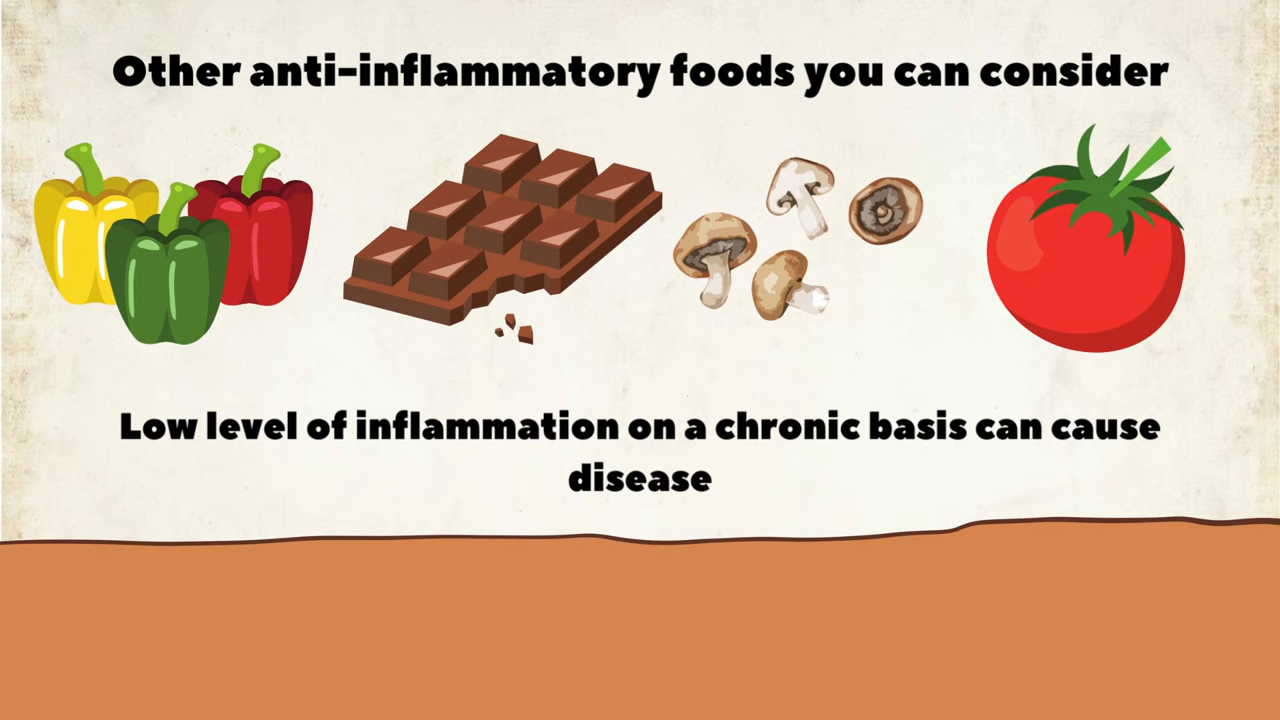 Other anti-inflammatory foods you can consider
Low level of inflammation on a chronic basis can cause
disease